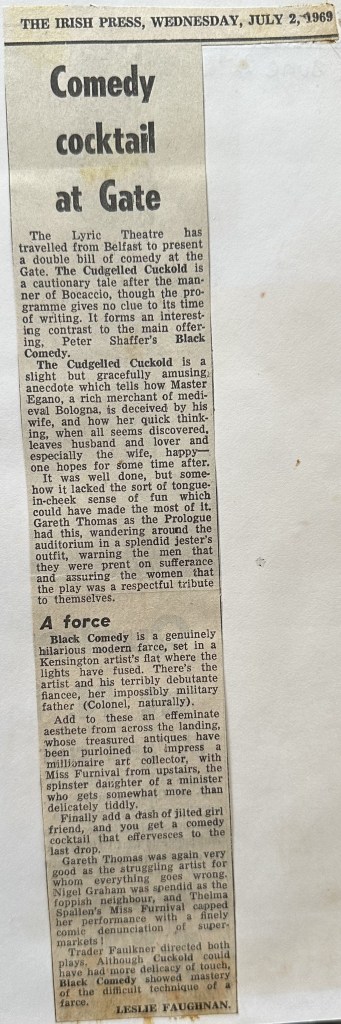 THE IRISH PRESS, WEDNESDAY, JULY 2, 1969
Comedy
cocktail
at Gate
The Lyric Theatre has
travelled from Belfast to present
a double bill of comedy at the
Gate. The Cudgelled Cuckold is
a cautionary tale after the man-
ner of Bocaccio, though the pro-
gramme gives no clue to its time
of writing. It forms an interest-
ing contrast to the main offer-
ing, Peter Shaffer's Black
Comedy.
The Cudgelled Cuckold is a
slight but gracefully amusing
anecdote which tells how Master
Egano, a rich merchant of medi-
eval Bologna, is deceived by his
wife, and how her quick think-
ing, when all seems discovered,
leaves husband and lover and
especially the wife, happy—
one hopes for some time after.
It was well done, but some-
how it lacked the sort of tongue-
in-cheek sense of fun which
could have made the most of it.
Gareth Thomas as the Prologue
had this, wandering around the
auditorium in a splendid jester's
outfit, warning the men that
they were prent on sufferance
and assuring the women that
the play was a respectful tribute
to themselves.
A force
Black Comedy is a genuinely
hilarious modern farce, set in a
Kensington artist's flat where the
lights have fused. There's the
artist and his terribly debutante
fiancee, her impossibly military
father (Colonel, naturally).
Add to these an effeminate
aesthete from across the landing,
whose treasured antiques have
been purloined to impress a
millionaire art collector, with
Miss Furnival from upstairs, the
spinster daughter of a minister
who gets somewhat more than
delicately tiddly.
Finally add a dash of jilted girl
friend, and you get a comedy
cocktail that effervesces to the
last drop.
Gareth Thomas was again very
good as the struggling artist for
whom everything goes wrong.
Nigel Graham was spendid as the
foppish neighbour, and Thelma
Spallen's Miss Furnival capped
her performance with a finely
comic denunciation of super-
markets!
Trader Faulkner directed both
plays. Although Cuckold could
have had more delicacy of touch,
Black Comedy showed mastery
of the difficult technique of a
farce.
LESLIE FAUGHNAN.